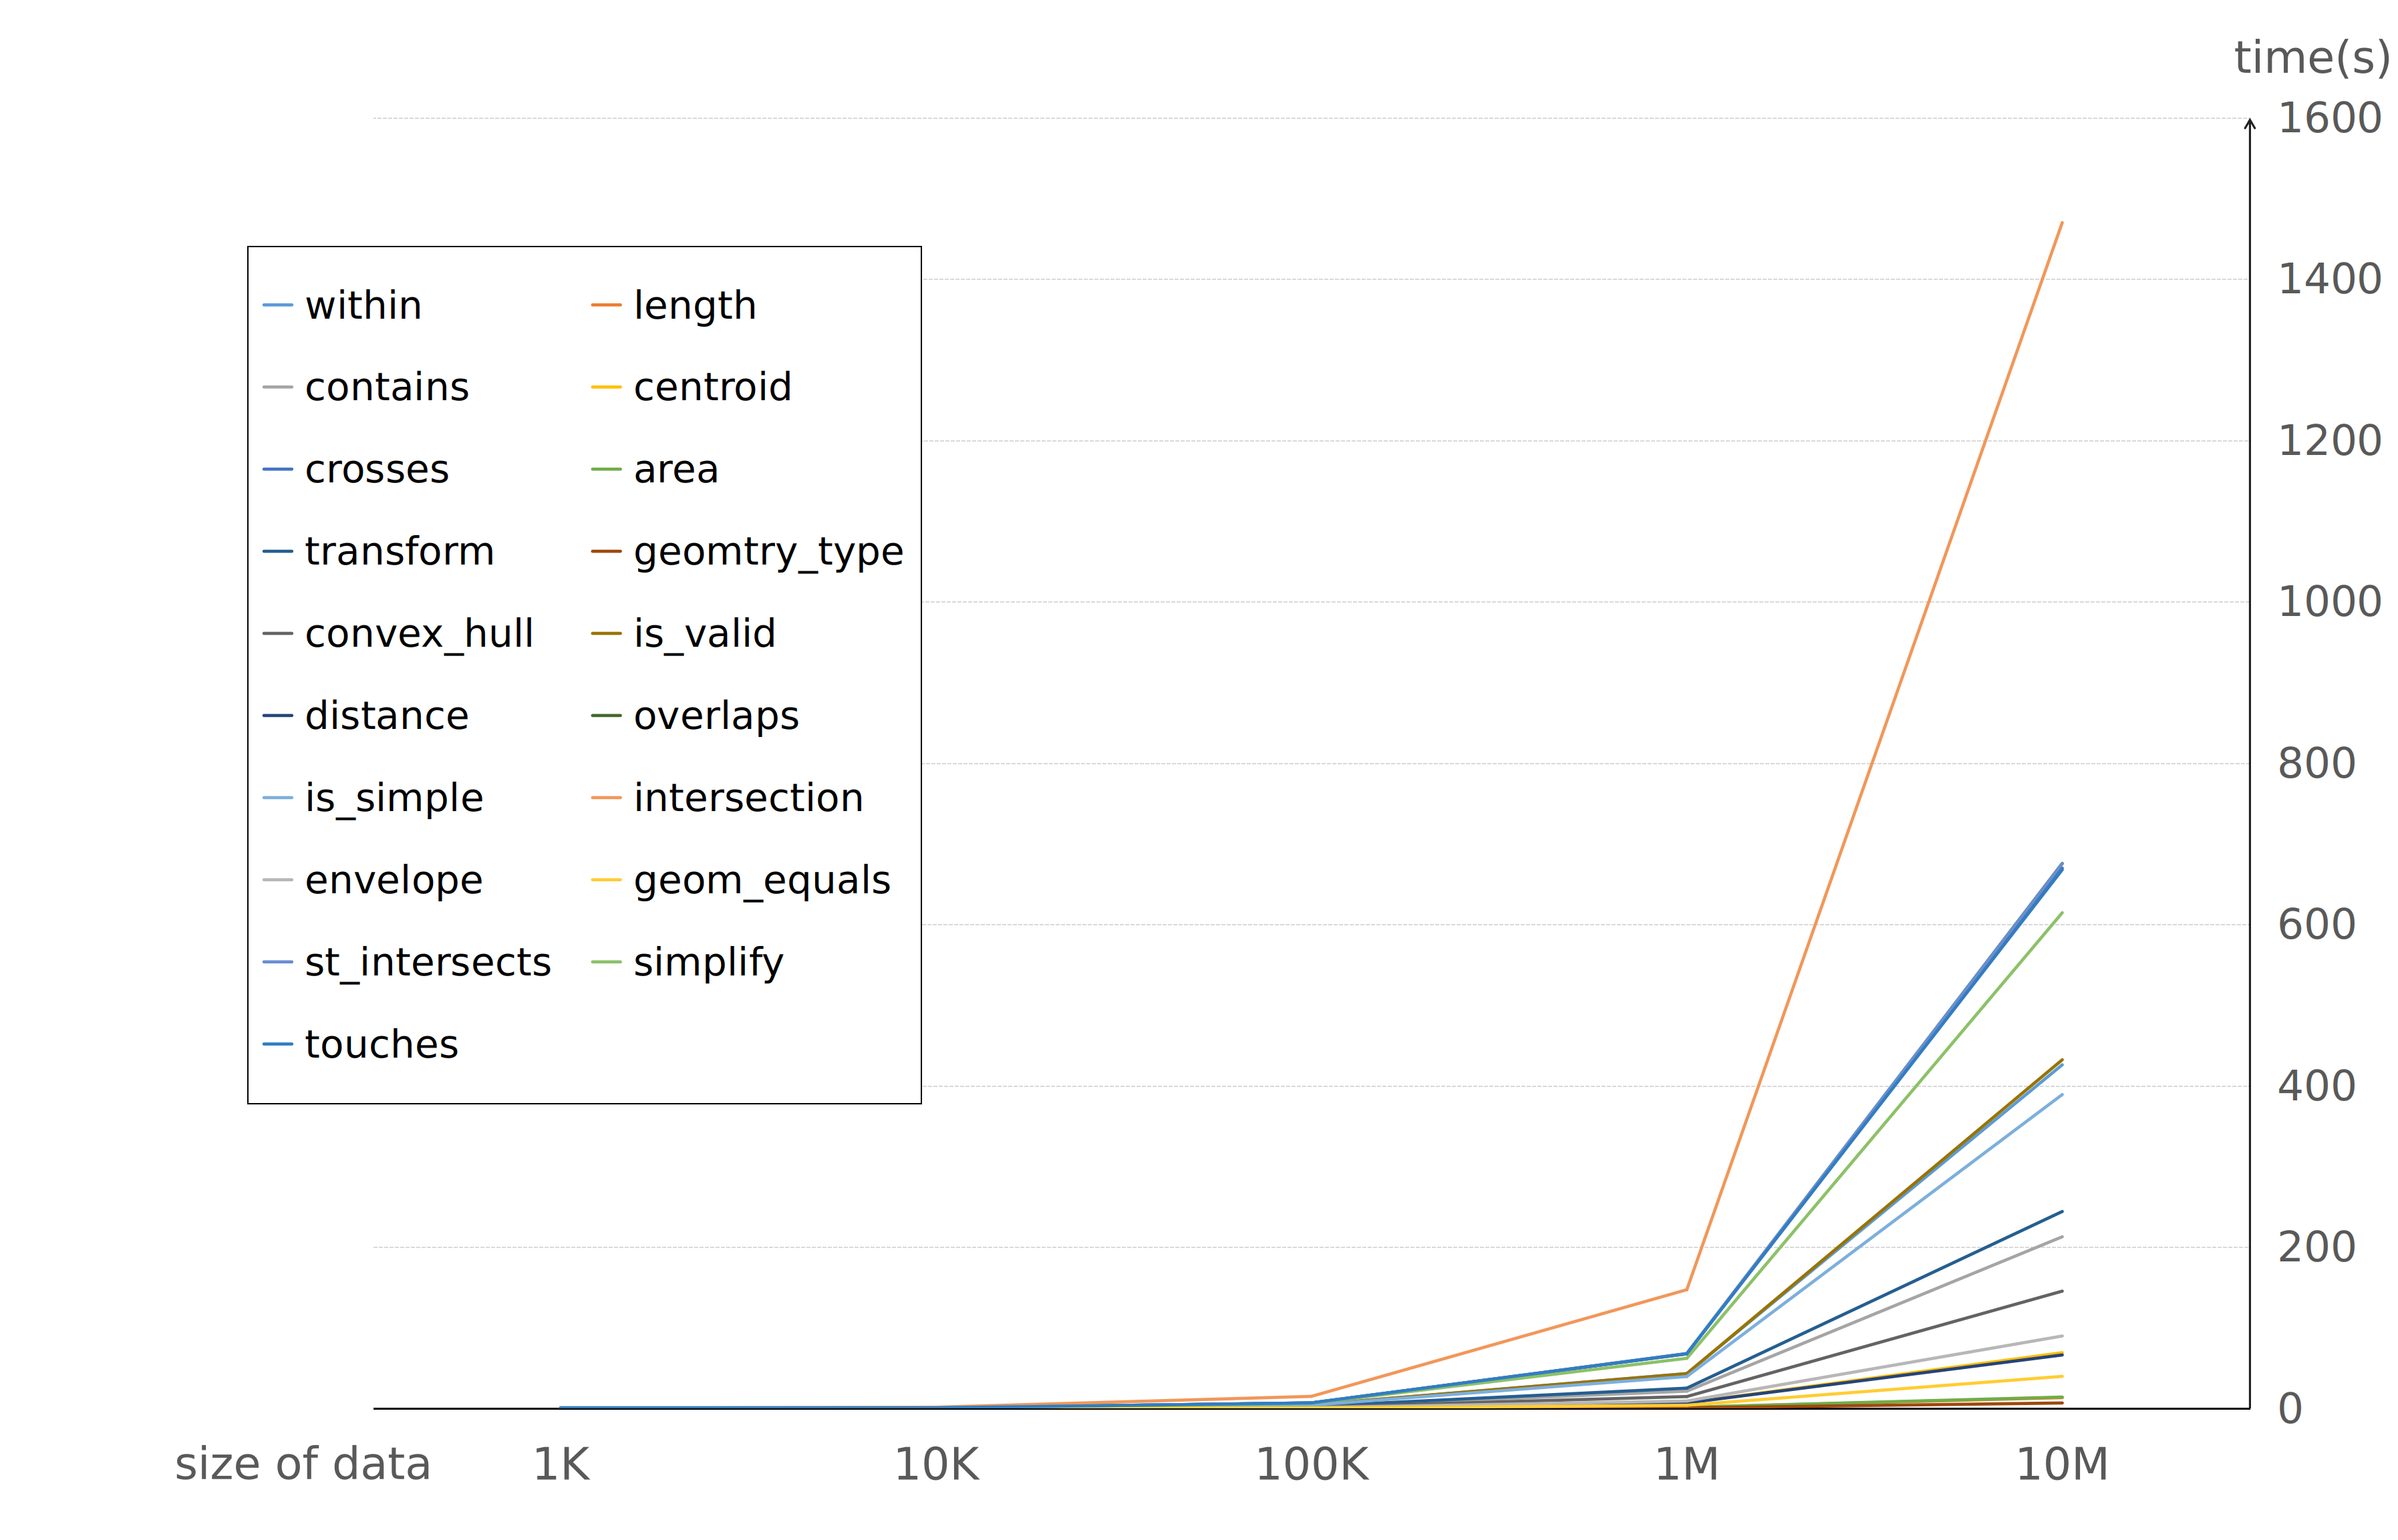 time(s)
1600
1400
within length
contains centroid
1200
crosses area
transform geomtry_type
1000
convex_hull is_valid
distance overlaps
800
is_simple intersection
envelope geom_equals
600
st_intersects simplify
touches
400
200
0
size of data 1K 10K 100K 1M 10M